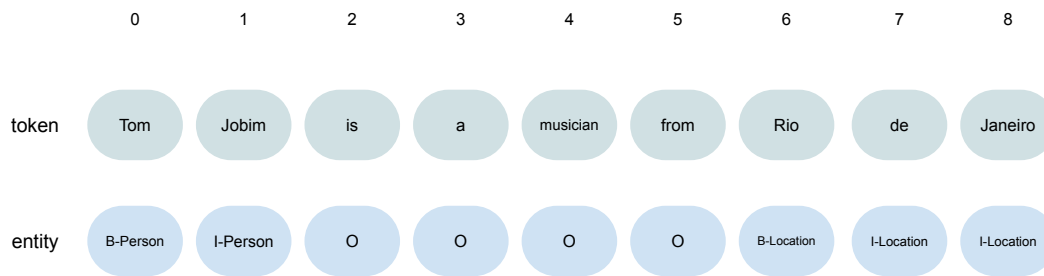 0 1 2 3 4 5 6 7 8
token Tom Jobim is a musician from Rio de Janeiro
entity B-Person I-Person O O O O B-Location I-Location I-Location